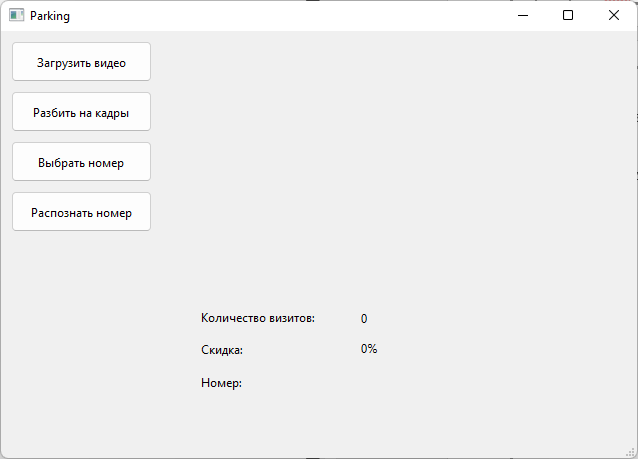 Parking
Загрузить видео
Разбить на кадры
Выбрать номер
Распознать номер
Количество визитов: 0
Скидка: 0%
Номер: